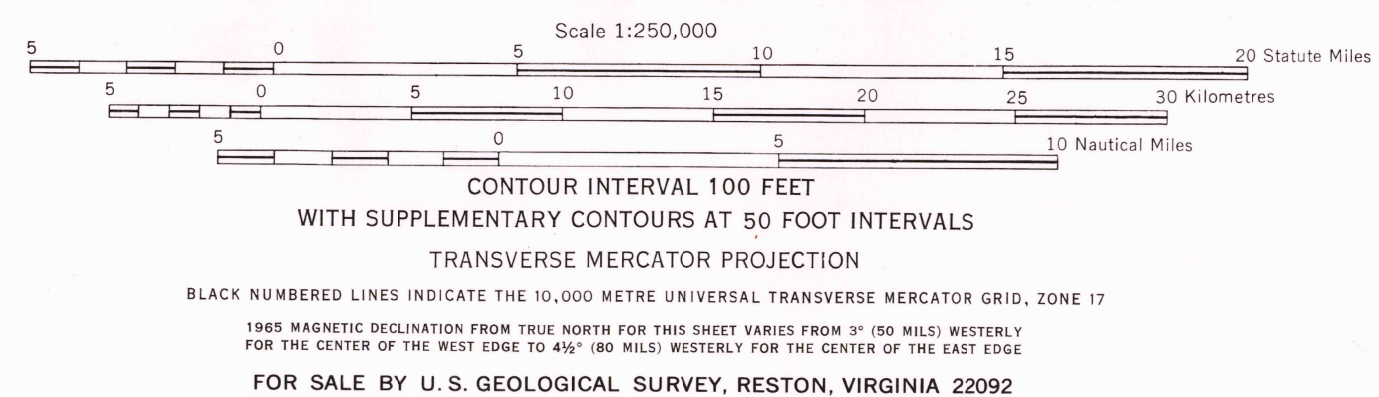 Scale 1:250,000
5 0 5 10 15 20 Statute Miles
5 0 5 10 15 20 25 30 Kilometres
5 0 5 10 Nautical Miles
CONTOUR INTERVAL 100 FEET
WITH SUPPLEMENTARY CONTOURS AT 50 FOOT INTERVALS
TRANSVERSE MERCATOR PROJECTION
BLACK NUMBERED LINES INDICATE THE 10,000 METRE UNIVERSAL TRANSVERSE MERCATOR GRID, ZONE 17
1965 MAGNETIC DECLINATION FROM TRUE NORTH FOR THIS SHEET VARIES FROM 3° (50 MILS) WESTERLY
FOR THE CENTER OF THE WEST EDGE TO 4½° (80 MILS) WESTERLY FOR THE CENTER OF THE EAST EDGE
FOR SALE BY U. S. GEOLOGICAL SURVEY, RESTON, VIRGINIA 22092